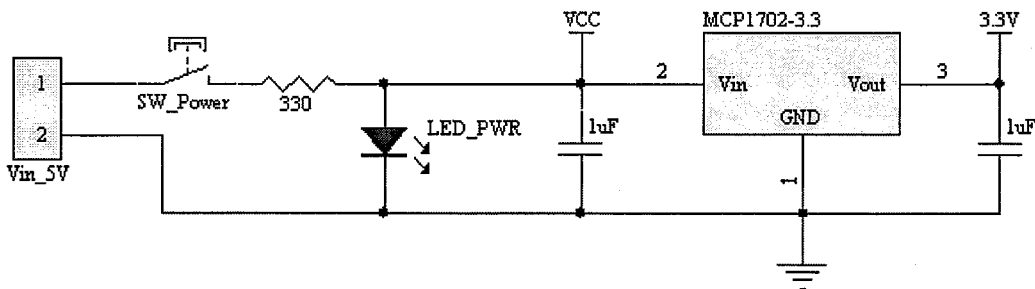 VCC
MCP1702-3.3
3.3V
1
SW_Power
330
2
Vin
Vout
3
GND
2
LED_PWR
1uF
1uF
1
Vin_5V